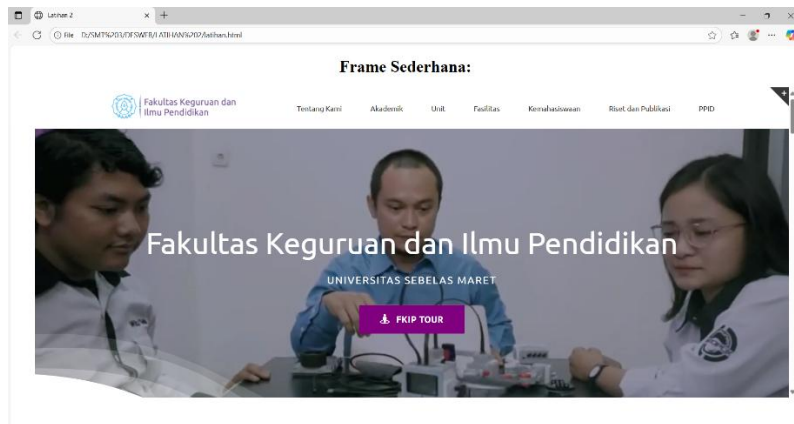 Latihan 2
File D:/SMT%203/DESWEB/LATIHAN%202/latihan.html
Frame Sederhana:
Fakultas Keguruan dan
Ilmu Pendidikan
Tentang Kami Akademik Unit Fasilitas Kemahasiswaan Riset dan Publikasi PPID
Fakultas Keguruan dan Ilmu Pendidikan
UNIVERSITAS SEBELAS MARET
FKIP TOUR